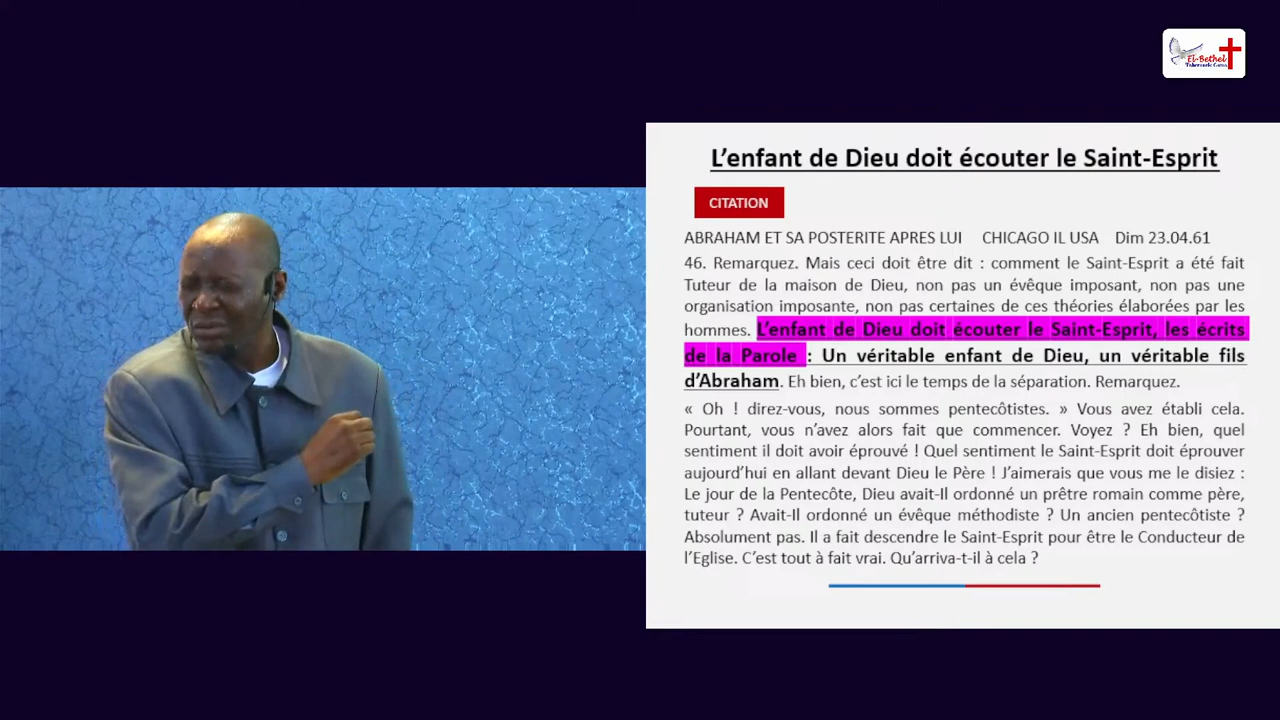 El-Bethel
L'enfant de Dieu doit écouter le Saint-Esprit
CITATION
ABRAHAM ET SA POSTERITE APRES LUI CHICAGO IL USA Dim 23.04.61
46. Remarquez. Mais ceci doit être dit : comment le Saint-Esprit a été fait
Tuteur de la maison de Dieu, non pas un évêque imposant, non pas une
organisation imposante, non pas certaines de ces théories élaborées par les
hommes. L'enfant de Dieu doit écouter le Saint-Esprit, les écrits
de la Parole : Un véritable enfant de Dieu, un véritable fils
d'Abraham. Eh bien, c'est ici le temps de la séparation. Remarquez.
« Oh ! direz-vous, nous sommes pentecôtistes. » Vous avez établi cela.
Pourtant, vous n'avez alors fait que commencer. Voyez ? Eh bien, quel
sentiment il doit avoir éprouvé ! Quel sentiment le Saint-Esprit doit éprouver
aujourd'hui en allant devant Dieu le Père ! J'aimerais que vous me le disiez :
Le jour de la Pentecôte, Dieu avait-Il ordonné un prêtre romain comme père,
tuteur ? Avait-Il ordonné un évêque méthodiste ? Un ancien pentecôtiste ?
Absolument pas. Il a fait descendre le Saint-Esprit pour être le Conducteur de
l'Eglise. C'est tout à fait vrai. Qu'arriva-t-il à cela ?